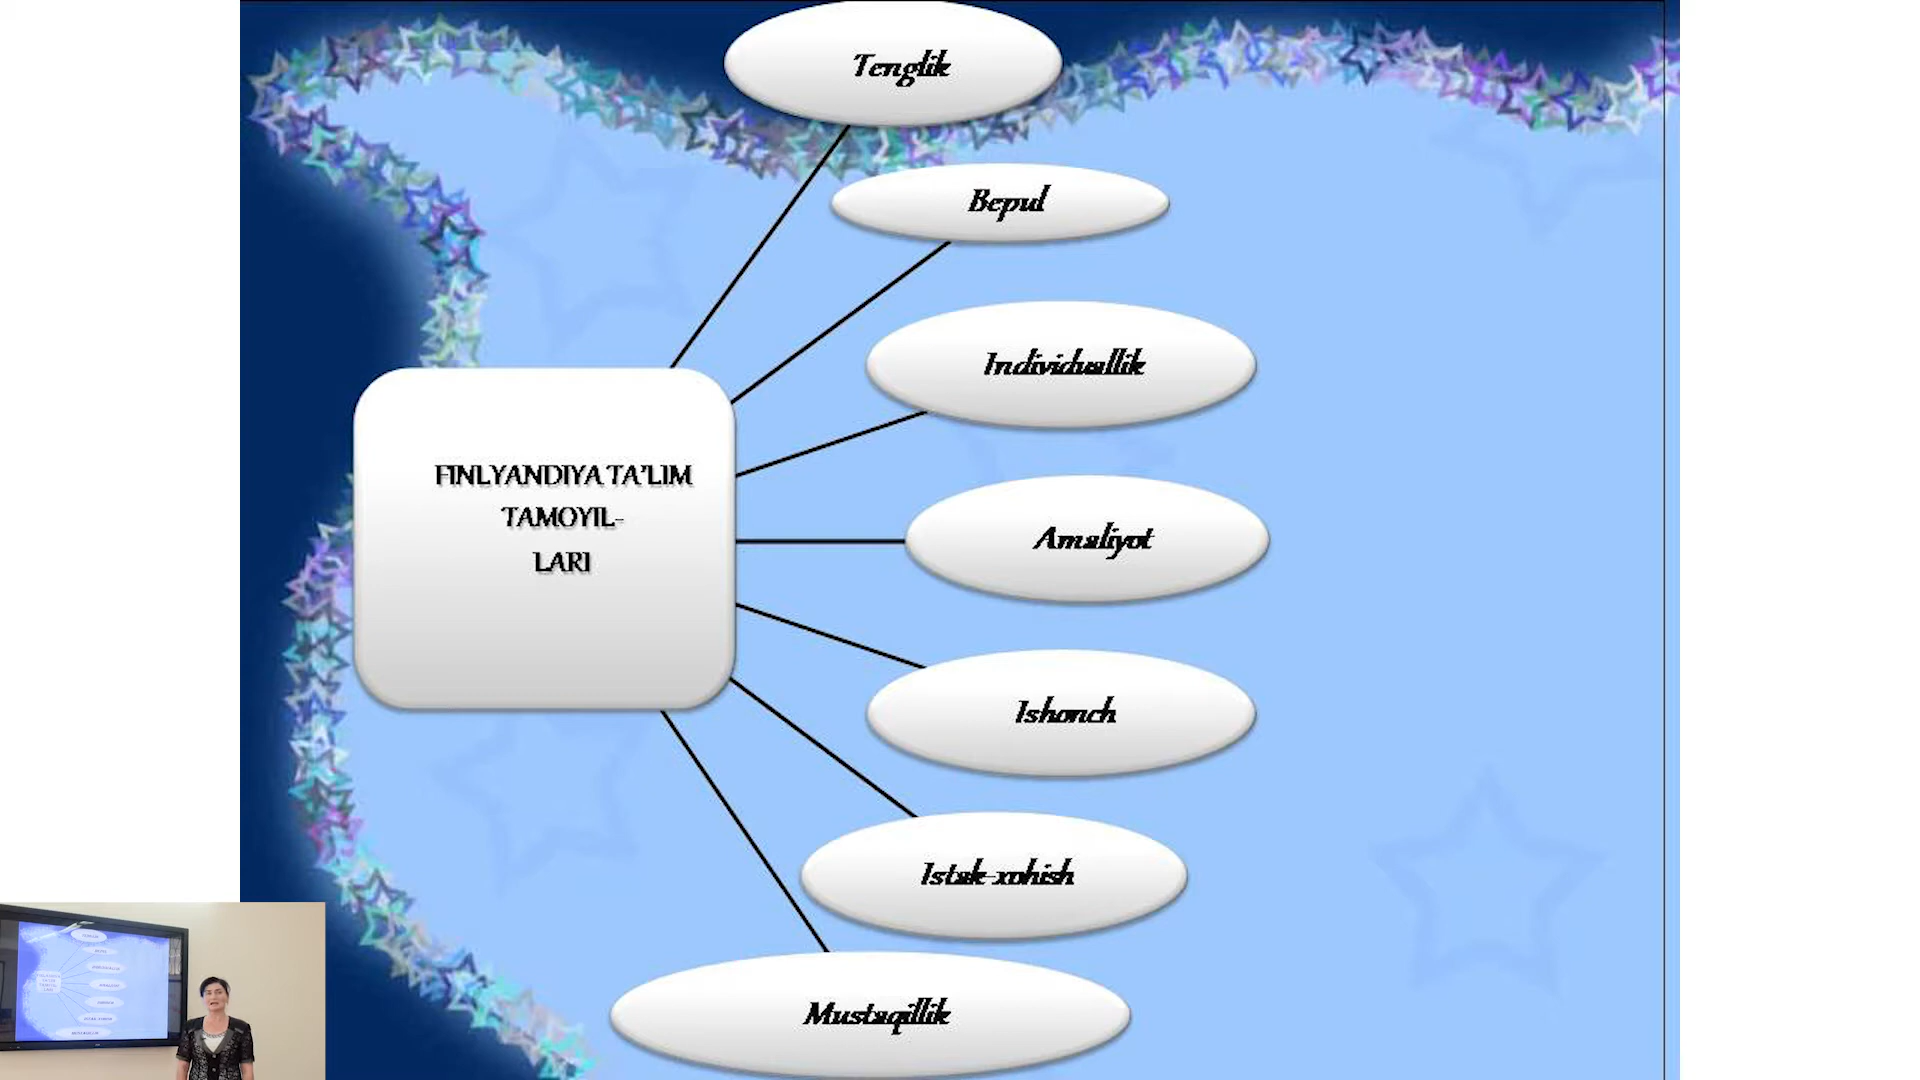 Tenglik
Bepul
Individuallik
FINLYANDIYA TA’LIM
TAMOYIL-
LARI
Amaliyot
Ishonch
Istak-xohish
Mustaqillik